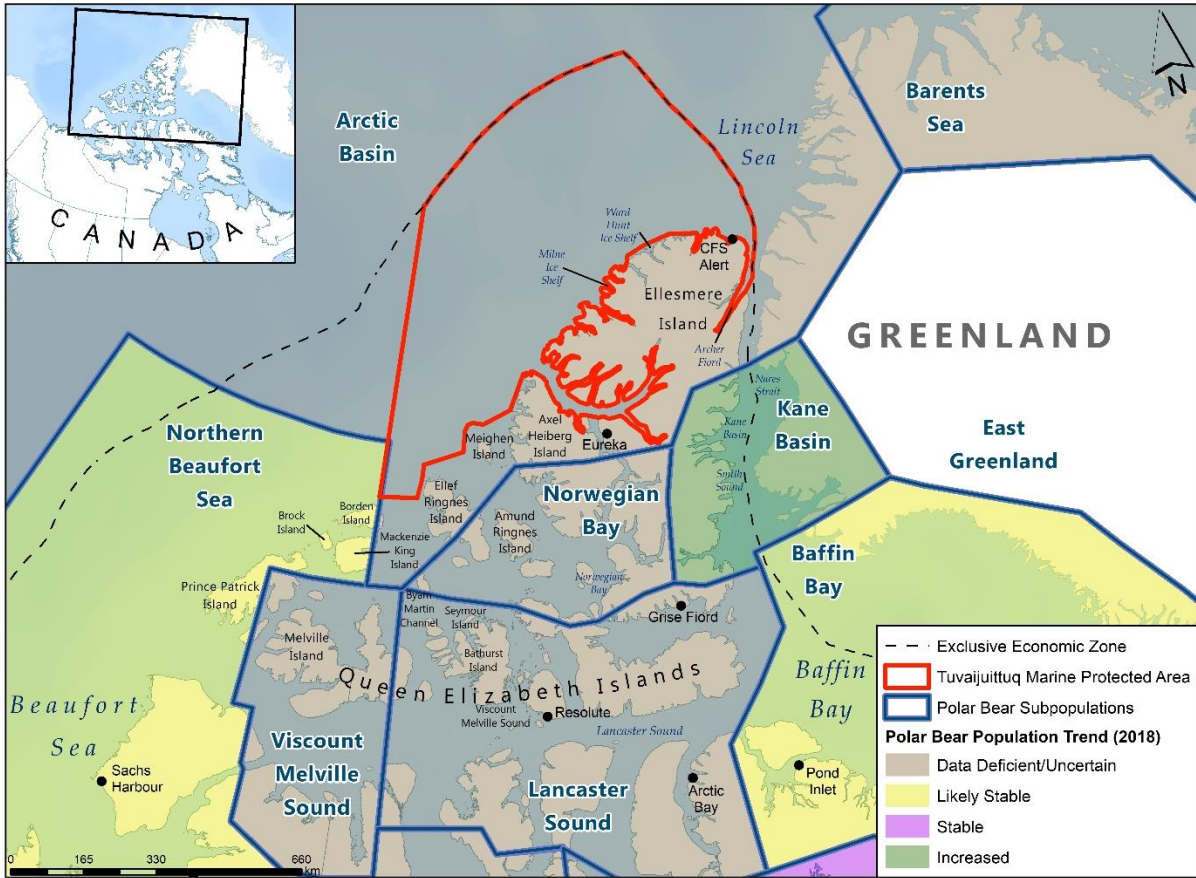 CANADA
Arctic
Basin
Lincoln
Sea
Barents
Sea
N
Ward
Hunt
Ice Shelf
Milne
Ice
Shelf
CFS
Alert
Ellesmere
Island
Archer
Fiord
GREENLAND
Nares
Strait
Kane
Basin
Kane
Basin
Smith
Sound
East
Greenland
Northern
Beaufort
Sea
Meighen
Island
Axel
Heiberg
Island
Eureka
Norwegian
Bay
Ellef
Ringnes
Island
Amund
Ringnes
Island
Borden
Island
Brock
Island
Mackenzie
King
Island
Prince Patrick
Island
Norwegian
Bay
Baffin
Bay
Byam
Martin
Channel
Seymour
Island
Grise Fiord
Melville
Island
Bathurst
Island
Queen Elizabeth Islands
Viscount
Melville Sound
Resolute
Lancaster Sound
Baffin
Bay
Beaufort
Sea
Sachs
Harbour
Viscount
Melville
Sound
Lancaster
Sound
Arctic
Bay
Pond
Inlet
0 165 330 660
km
Exclusive Economic Zone
Tuvaijuittuq Marine Protected Area
Polar Bear Subpopulations
Polar Bear Population Trend (2018)
Data Deficient/Uncertain
Likely Stable
Stable
Increased